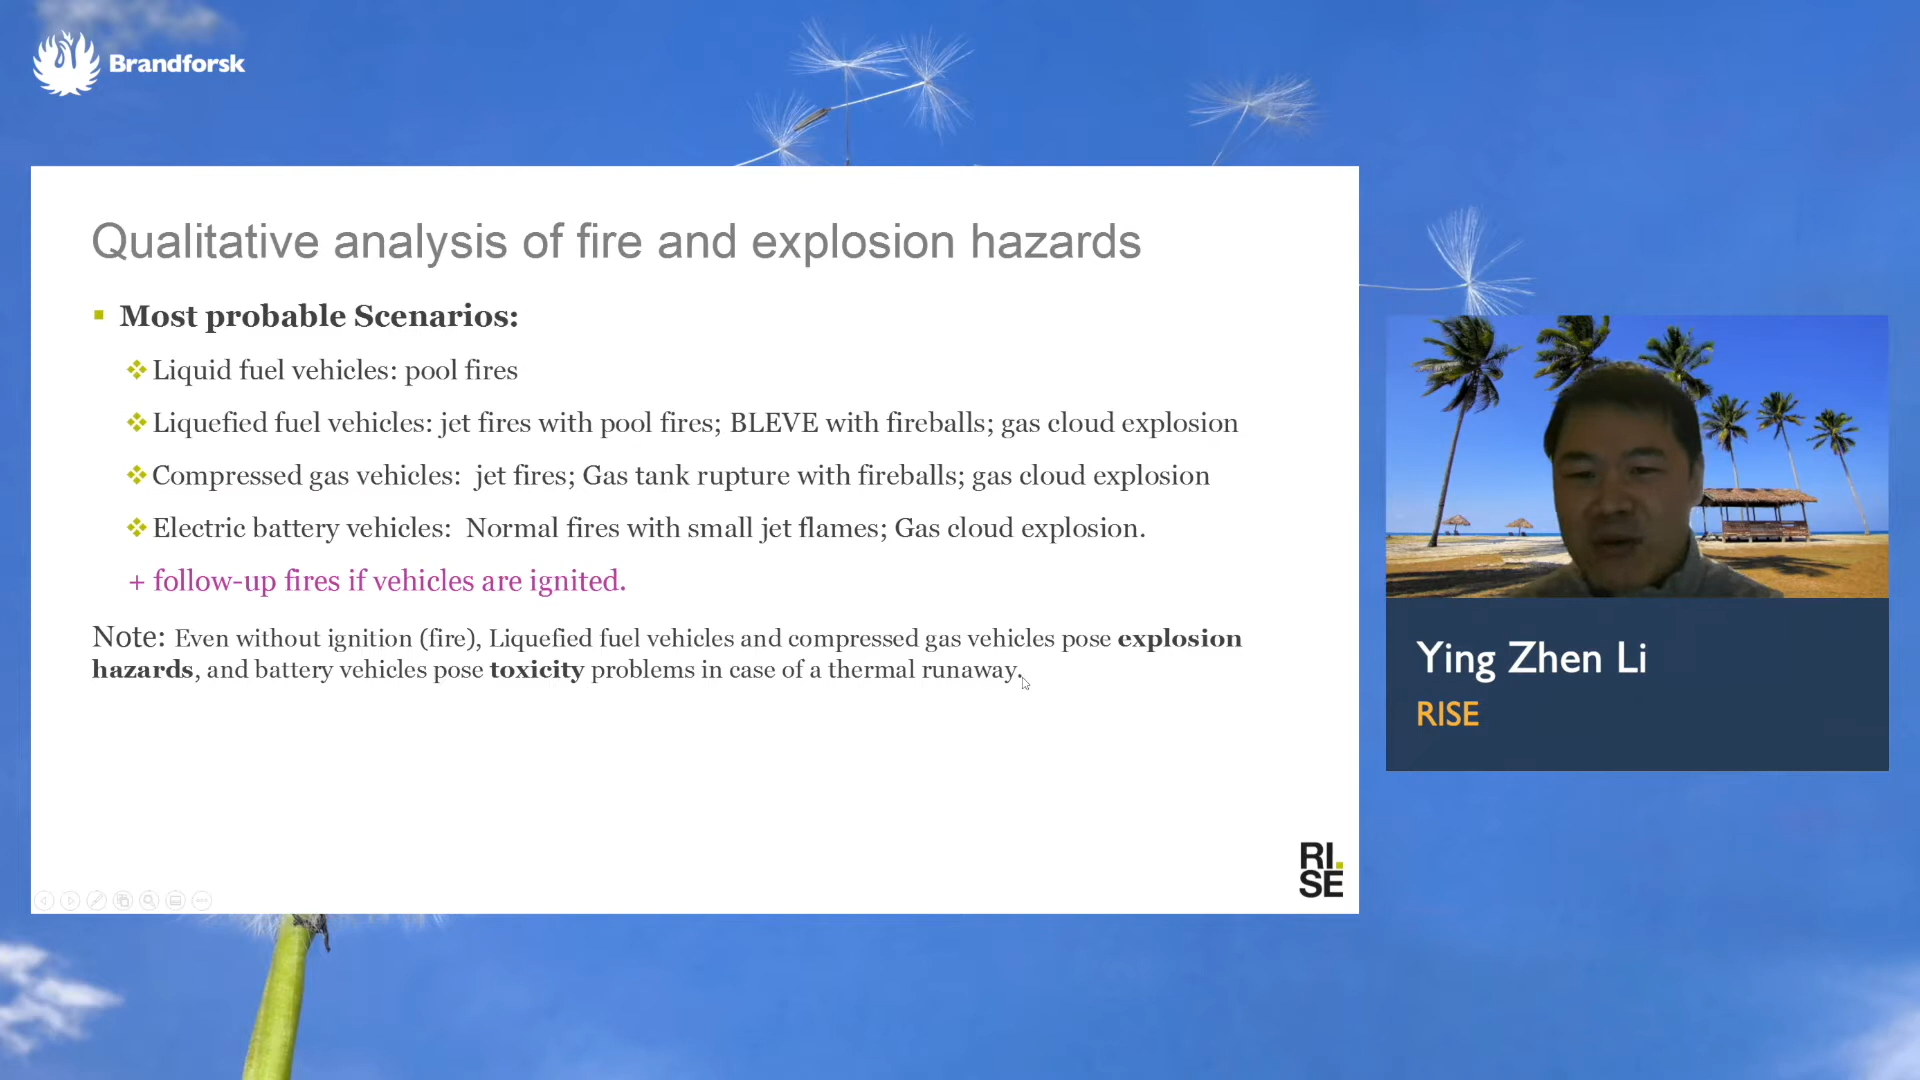 Brandforsk
Qualitative analysis of fire and explosion hazards
Most probable Scenarios:
Liquid fuel vehicles: pool fires
Liquefied fuel vehicles: jet fires with pool fires; BLEVE with fireballs; gas cloud explosion
Compressed gas vehicles: jet fires; Gas tank rupture with fireballs; gas cloud explosion
Electric battery vehicles: Normal fires with small jet flames; Gas cloud explosion.
+ follow-up fires if vehicles are ignited.
Note: Even without ignition (fire), Liquefied fuel vehicles and compressed gas vehicles pose explosion
hazards, and battery vehicles pose toxicity problems in case of a thermal runaway.
RI.
SE
Ying Zhen Li
RISE